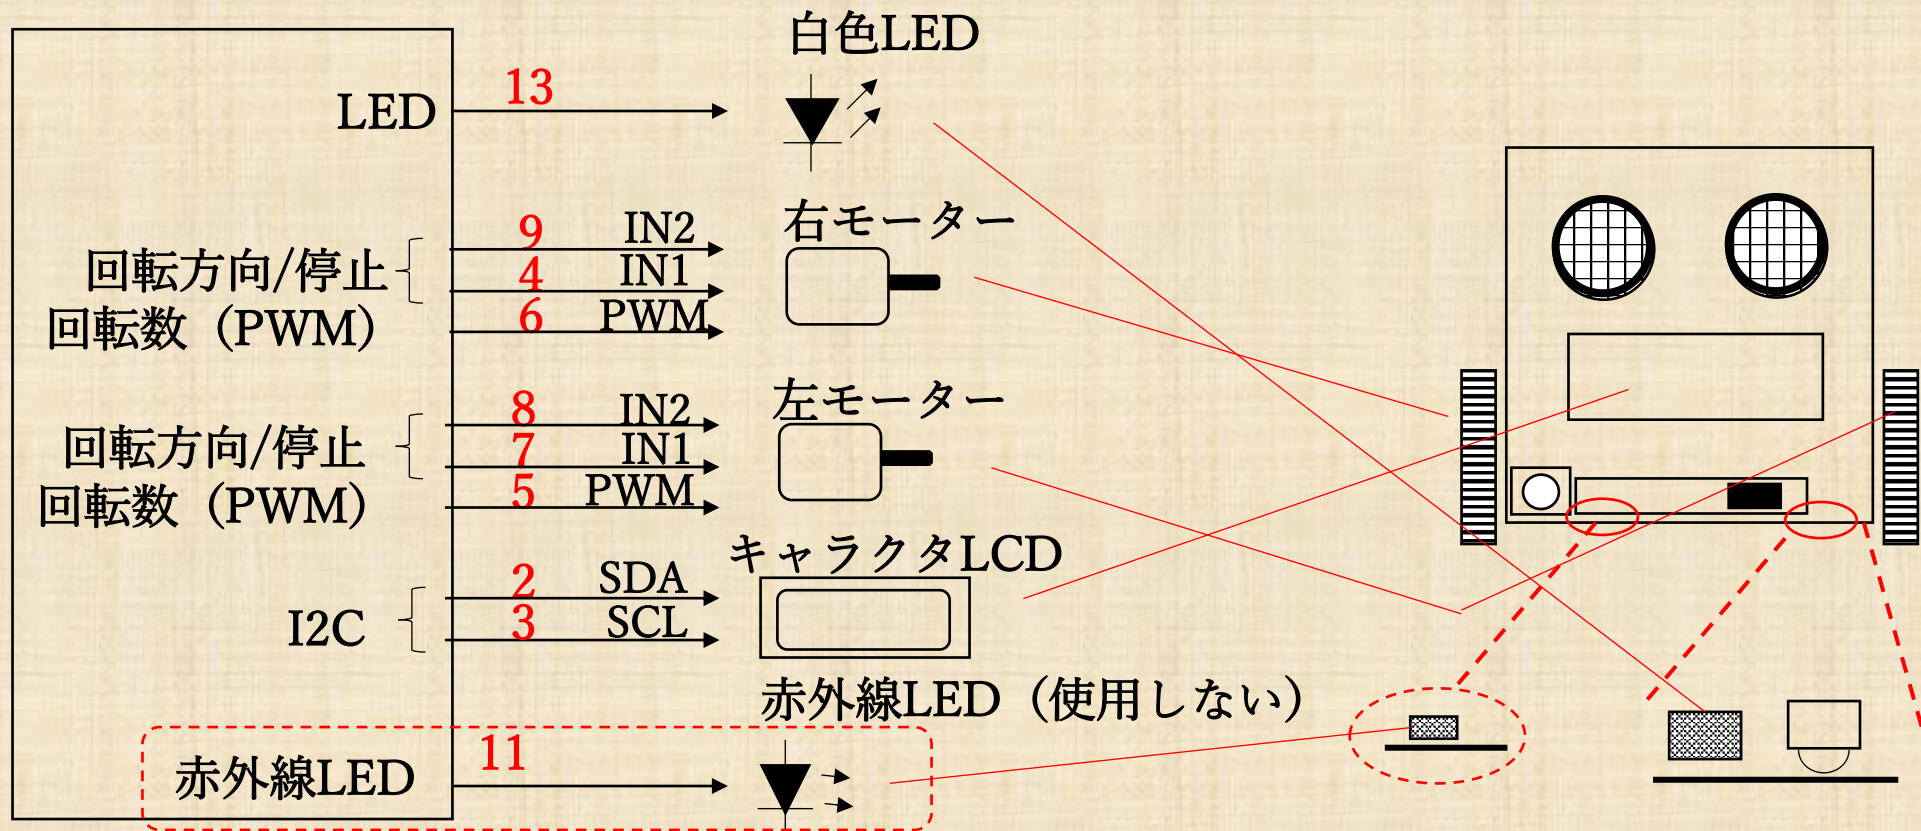 白色LED
LED
13
右モーター
9
IN2
回転方向/停止
4
IN1
回転数（PWM）
6
PWM
左モーター
8
IN2
回転方向/停止
7
IN1
回転数（PWM）
5
PWM
キャラクタLCD
2
SDA
I2C
3
SCL
赤外線LED（使用しない）
赤外線LED
11